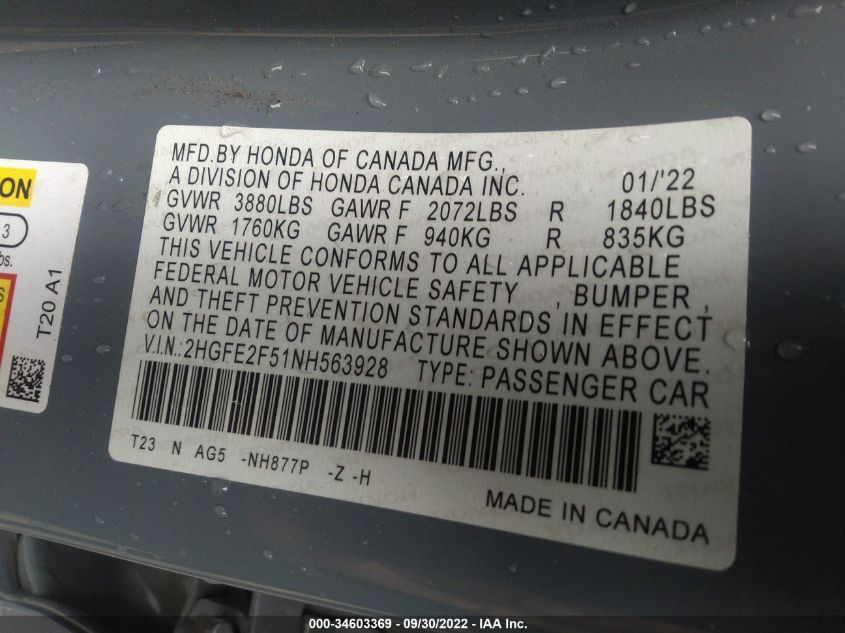 MFD.BY HONDA OF CANADA MFG.,
A DIVISION OF HONDA CANADA INC. 01/'22
GVWR 3880LBS GAWR F 2072LBS R 1840LBS
GVWR 1760KG GAWR F 940KG R 835KG
THIS VEHICLE CONFORMS TO ALL APPLICABLE
FEDERAL MOTOR VEHICLE SAFETY , BUMPER ,
AND THEFT PREVENTION STANDARDS IN EFFECT
ON THE DATE OF MANUFACTURE SHOWN ABOVE.
V.I.N.:2HGFE2F51NH563928 TYPE: PASSENGER CAR
T23 N AG5 -NH877P -Z -H
MADE IN CANADA
ON
3
bs.
S
T20 A1
000-34603369 - 09/30/2022 - IAA Inc.